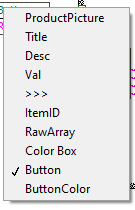 ProductPicture
Title
Desc
Val
>>>
ItemID
RawArray
Color Box
Button
ButtonColor